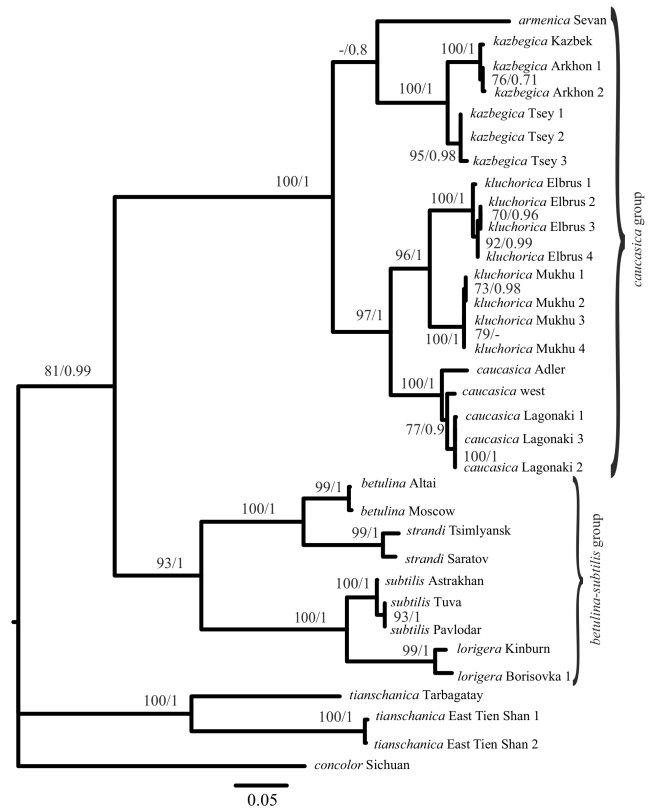 armenica Sevan
-/0.8
kazbegica Kazbek
100/1
kazbegica Arkhon 1
76/0.71
100/1
kazbegica Arkhon 2
kazbegica Tsey 1
kazbegica Tsey 2
95/0.98
kazbegica Tsey 3
100/1
kluchorica Elbrus 1
100/1
kluchorica Elbrus 2
70/0.96
kluchorica Elbrus 3
92/0.99
96/1
kluchorica Elbrus 4
kluchorica Mukhu 1
73/0.98
kluchorica Mukhu 2
97/1
kluchorica Mukhu 3
79/-
100/1
kluchorica Mukhu 4
caucasica group
81/0.99
caucasica Adler
100/1
caucasica west
caucasica Lagonaki 1
77/0.9
caucasica Lagonaki 3
100/1
caucasica Lagonaki 2
betulina Altai
99/1
100/1
betulina Moscow
strandi Tsimlyansk
99/1
strandi Saratov
93/1
subtilis Astrakhan
100/1
subtilis Tuva
93/1
100/1
subtilis Pavlodar
lorigera Kinburn
99/1
lorigera Borisovka 1
betulina-subtilis group
tianschanica Tarbagatay
100/1
tianschanica East Tien Shan 1
100/1
tianschanica East Tien Shan 2
concolor Sichuan
0.05